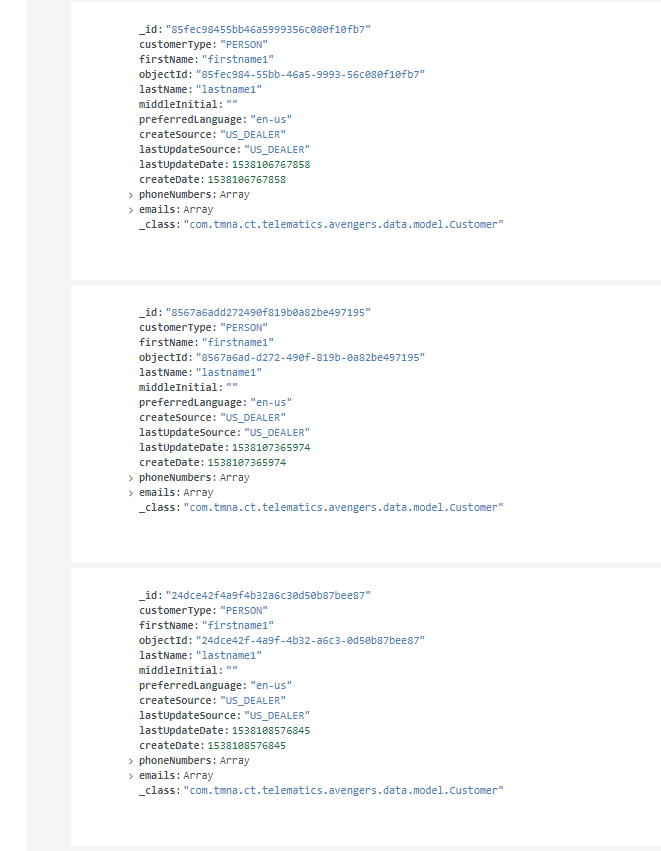 _id: "85fec98455bb46a5999356c080f10fb7"
customerType: "PERSON"
firstName: "firstname1"
objectId: "85fec984-55bb-46a5-9993-56c080f10fb7"
lastName: "lastname1"
middleInitial: ""
preferredLanguage: "en-us"
createSource: "US_DEALER"
lastUpdateSource: "US_DEALER"
lastUpdateDate: 1538106767858
createDate: 1538106767858
> phoneNumbers: Array
> emails: Array
_class: "com.tmna.ct.telematics.avengers.data.model.Customer"
_id: "8567a6add272490f819b0a82be497195"
customerType: "PERSON"
firstName: "firstname1"
objectId: "8567a6ad-d272-490f-819b-0a82be497195"
lastName: "lastname1"
middleInitial: ""
preferredLanguage: "en-us"
createSource: "US_DEALER"
lastUpdateSource: "US_DEALER"
lastUpdateDate: 1538107365974
createDate: 1538107365974
> phoneNumbers: Array
> emails: Array
_class: "com.tmna.ct.telematics.avengers.data.model.Customer"
_id: "24dce42f4a9f4b32a6c30d50b87bee87"
customerType: "PERSON"
firstName: "firstname1"
objectId: "24dce42f-4a9f-4b32-a6c3-0d50b87bee87"
lastName: "lastname1"
middleInitial: ""
preferredLanguage: "en-us"
createSource: "US_DEALER"
lastUpdateSource: "US_DEALER"
lastUpdateDate: 1538108576845
createDate: 1538108576845
> phoneNumbers: Array
> emails: Array
_class: "com.tmna.ct.telematics.avengers.data.model.Customer"